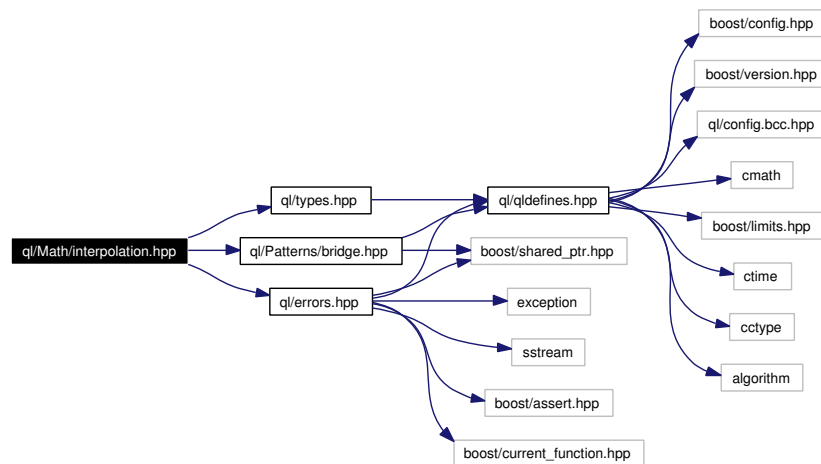 boost/config.hpp
boost/version.hpp
ql/config.bcc.hpp
cmath
ql/types.hpp
ql/qldefines.hpp
boost/limits.hpp
ql/Math/interpolation.hpp
ql/Patterns/bridge.hpp
boost/shared_ptr.hpp
ctime
ql/errors.hpp
exception
cctype
sstream
algorithm
boost/assert.hpp
boost/current_function.hpp